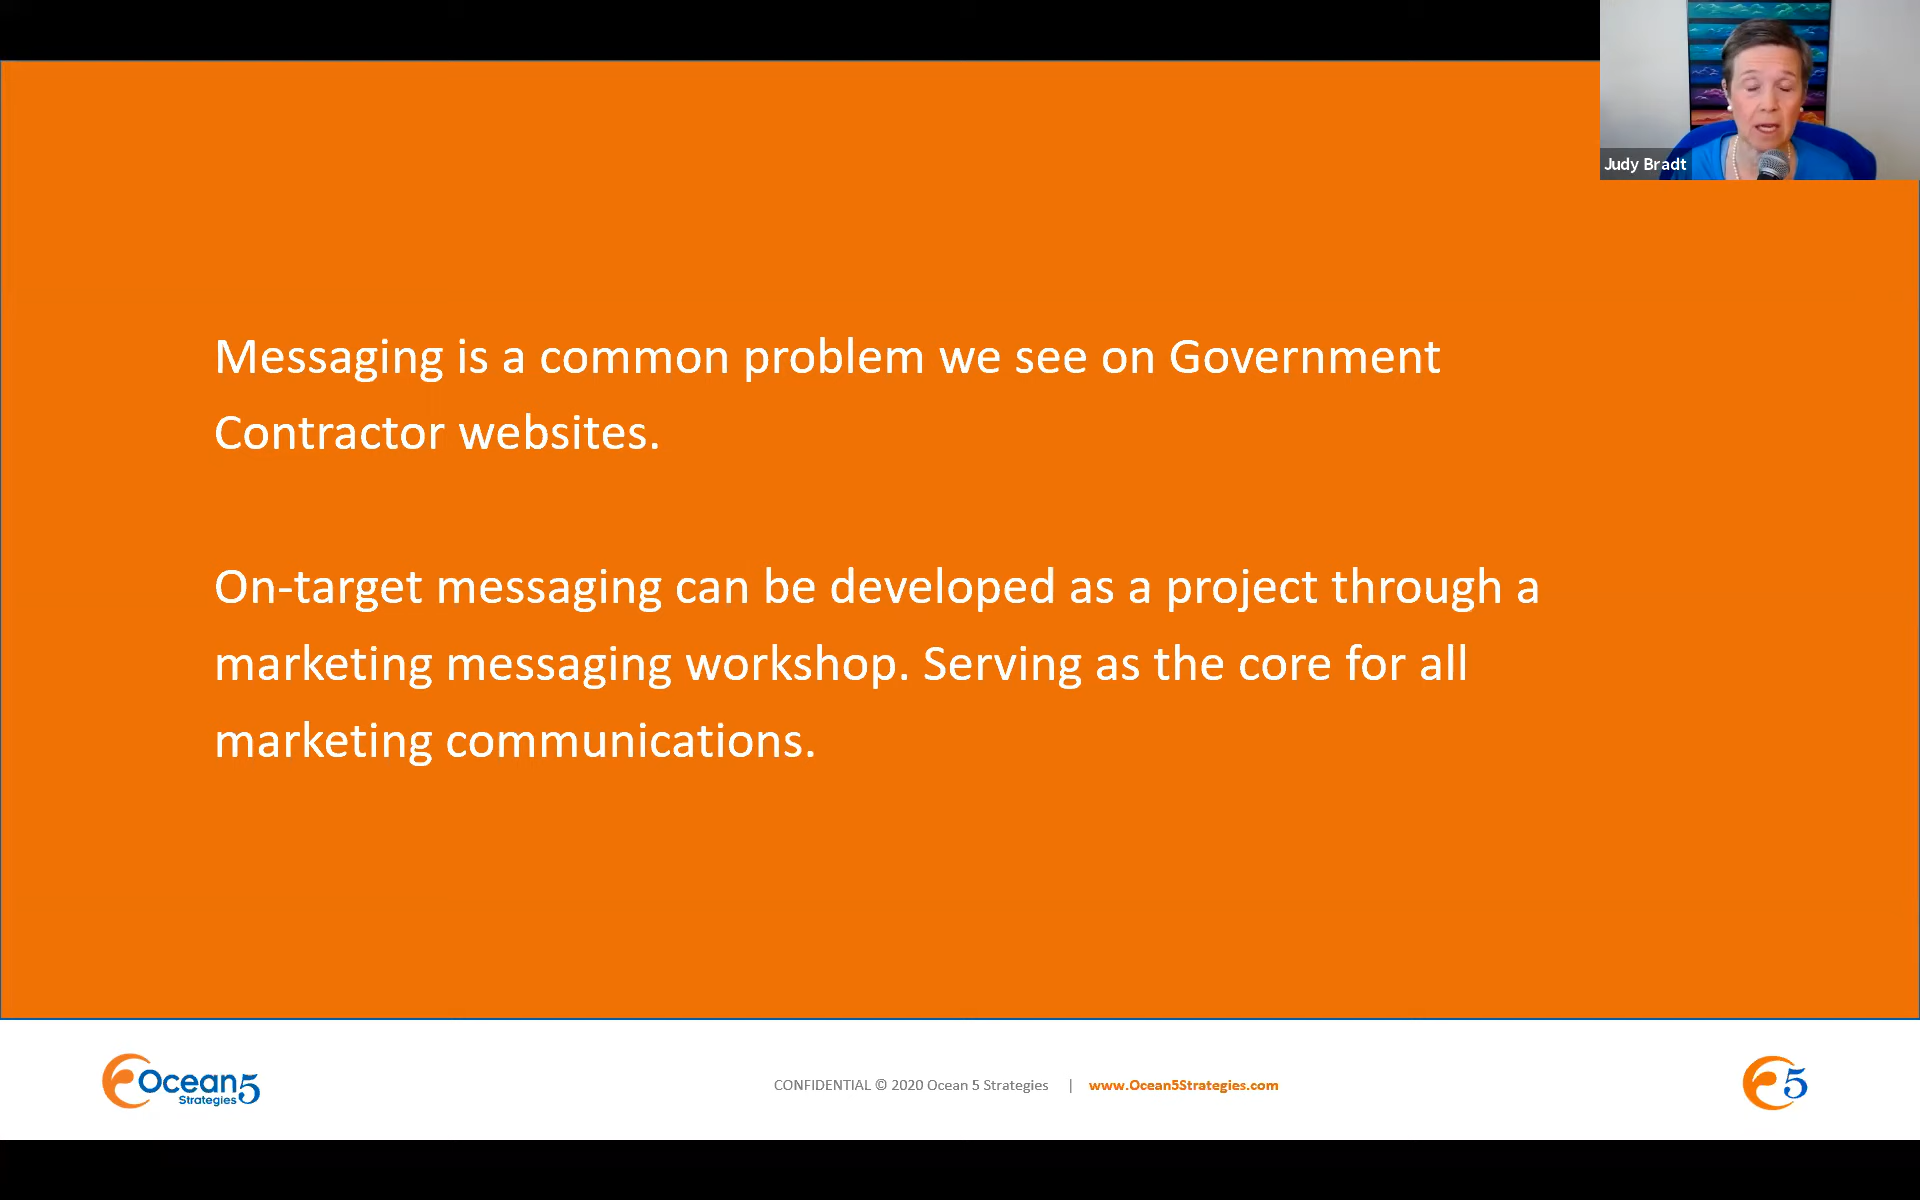 Judy Bradt
Messaging is a common problem we see on Government
Contractor websites.
On-target messaging can be developed as a project through a
marketing messaging workshop. Serving as the core for all
marketing communications.
Ocean5
Strategies
CONFIDENTIAL © 2020 Ocean 5 Strategies | www.Ocean5Strategies.com
5